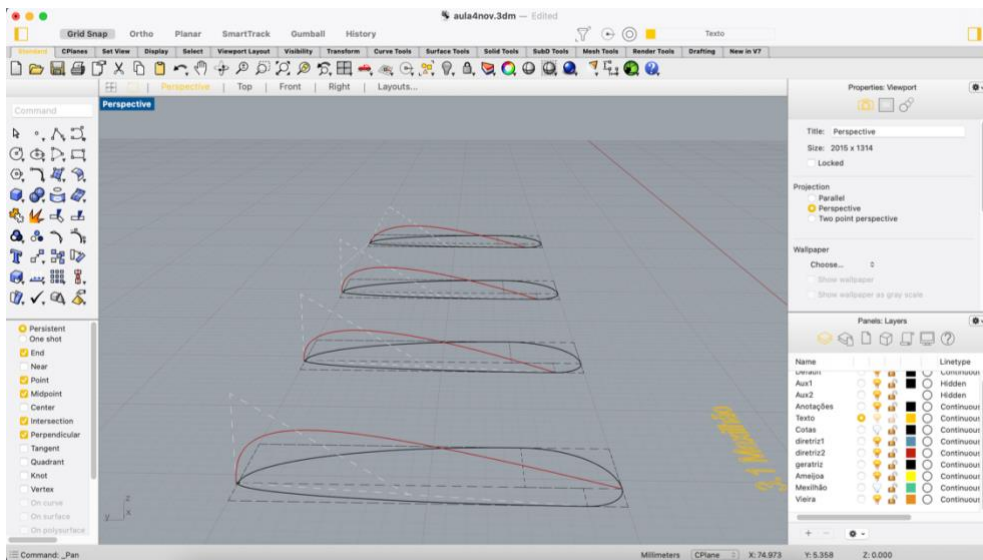 aula4nov.3dm — Edited
Grid Snap Ortho Planar SmartTrack Gumball History Texto
Standard CPlanes Set View Display Select Viewport Layout Visibility Transform Curve Tools Surface Tools Solid Tools SubD Tools Mesh Tools Render Tools Drafting New in V7
Perspective | Top | Front | Right | Layouts...
Command
Perspective
Persistent
One shot
End
Near
Point
Midpoint
Center
Intersection
Perpendicular
Tangent
Quadrant
Knot
Vertex
On curve
On surface
On polysurface
z
y x
Properties: Viewport
Title: Perspective
Size: 2015 x 1314
Locked
Projection
Parallel
Perspective
Two point perspective
Wallpaper
Choose...
Show wallpaper
Show wallpaper as gray scale
Panels: Layers
Name Linetype
Default Continuous
Aux1 Hidden
Aux2 Hidden
Anotações Continuous
Texto Continuous
Cotas Continuous
diretriz1 Continuous
diretriz2 Continuous
geratriz Continuous
Ameijoa Continuous
Mexilhão Continuous
Vieira Continuous
Command: _Pan
Millimeters CPlane X: 74.973 Y: 5.358 Z: 0.000